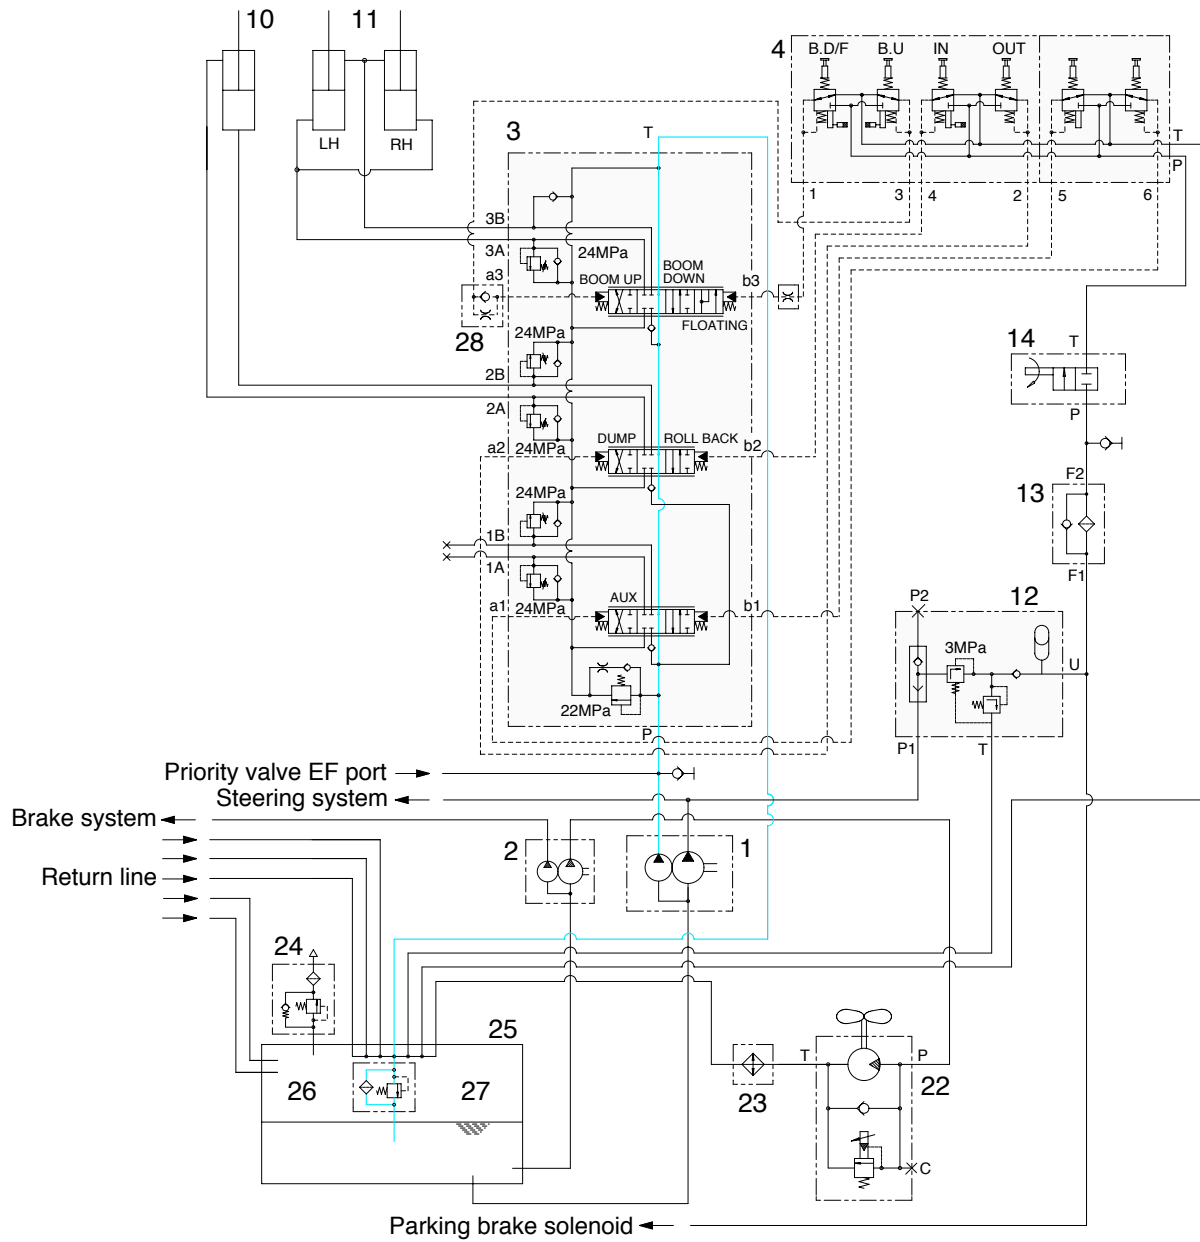 10
11
4
B.D/F
B.U
IN
OUT
LH
RH
3
T
T
P
1
3
4
2
5
6
3B
3A
24MPa
a3
BOOM UP
BOOM
DOWN
b3
FLOATING
28
24MPa
14
T
P
2B
2A
DUMP
ROLL BACK
a2
24MPa
b2
F2
13
24MPa
1B
1A
F1
AUX
a1
24MPa
b1
P2
12
3MPa
U
22MPa
P
P1
T
Priority valve EF port
Steering system
Brake system
2
1
Return line
24
25
26
27
T
P
22
23
C
Parking brake solenoid